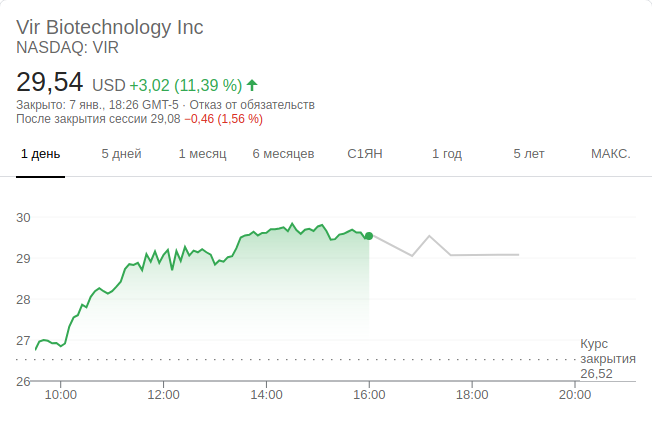 Vir Biotechnology Inc
NASDAQ: VIR
29,54 USD +3,02 (11,39 %)
Закрыто: 7 янв., 18:26 GMT-5 · Отказ от обязательств
После закрытия сессии 29,08 −0,46 (1,56 %)
1 день 5 дней 1 месяц 6 месяцев С1ЯН 1 год 5 лет МАКС.
30
29
28
27
Курс
закрытия
26,52
26
10:00 12:00 14:00 16:00 18:00 20:00